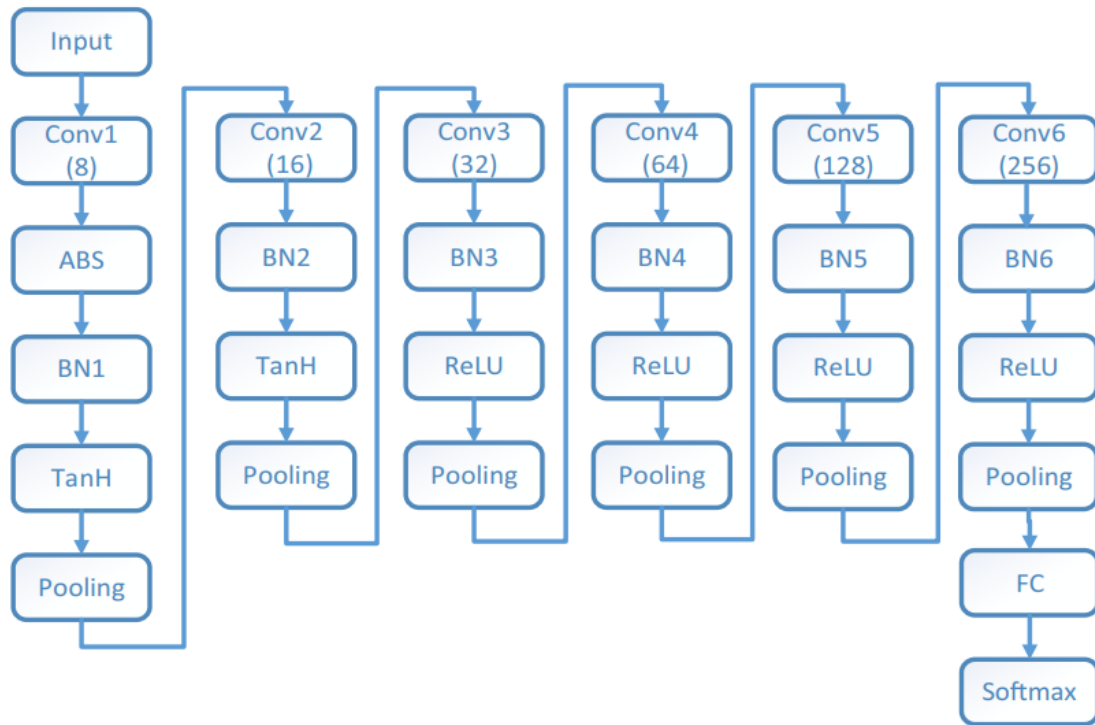 Input
Conv1
(8)
ABS
BN1
TanH
Pooling
Conv2
(16)
BN2
TanH
Pooling
Conv3
(32)
BN3
ReLU
Pooling
Conv4
(64)
BN4
ReLU
Pooling
Conv5
(128)
BN5
ReLU
Pooling
Conv6
(256)
BN6
ReLU
Pooling
FC
Softmax